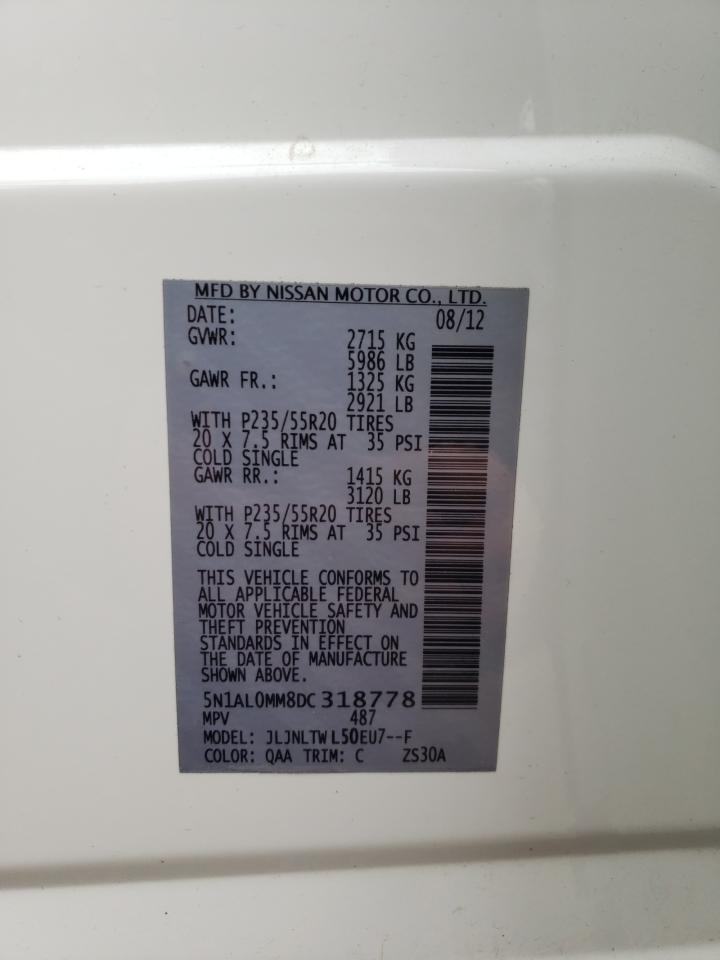 MFD BY NISSAN MOTOR CO., LTD.
DATE: 08/12
GVWR: 2715 KG
5986 LB
GAWR FR.: 1325 KG
2921 LB
WITH P235/55R20 TIRES
20 X 7.5 RIMS AT 35 PSI
COLD SINGLE
GAWR RR.: 1415 KG
3120 LB
WITH P235/55R20 TIRES
20 X 7.5 RIMS AT 35 PSI
COLD SINGLE
THIS VEHICLE CONFORMS TO
ALL APPLICABLE FEDERAL
MOTOR VEHICLE SAFETY AND
THEFT PREVENTION
STANDARDS IN EFFECT ON
THE DATE OF MANUFACTURE
SHOWN ABOVE.
5N1AL0MM8DC318778
MPV 487
MODEL: JLJNLTWL50EU7--F
COLOR: QAA TRIM: C ZS30A